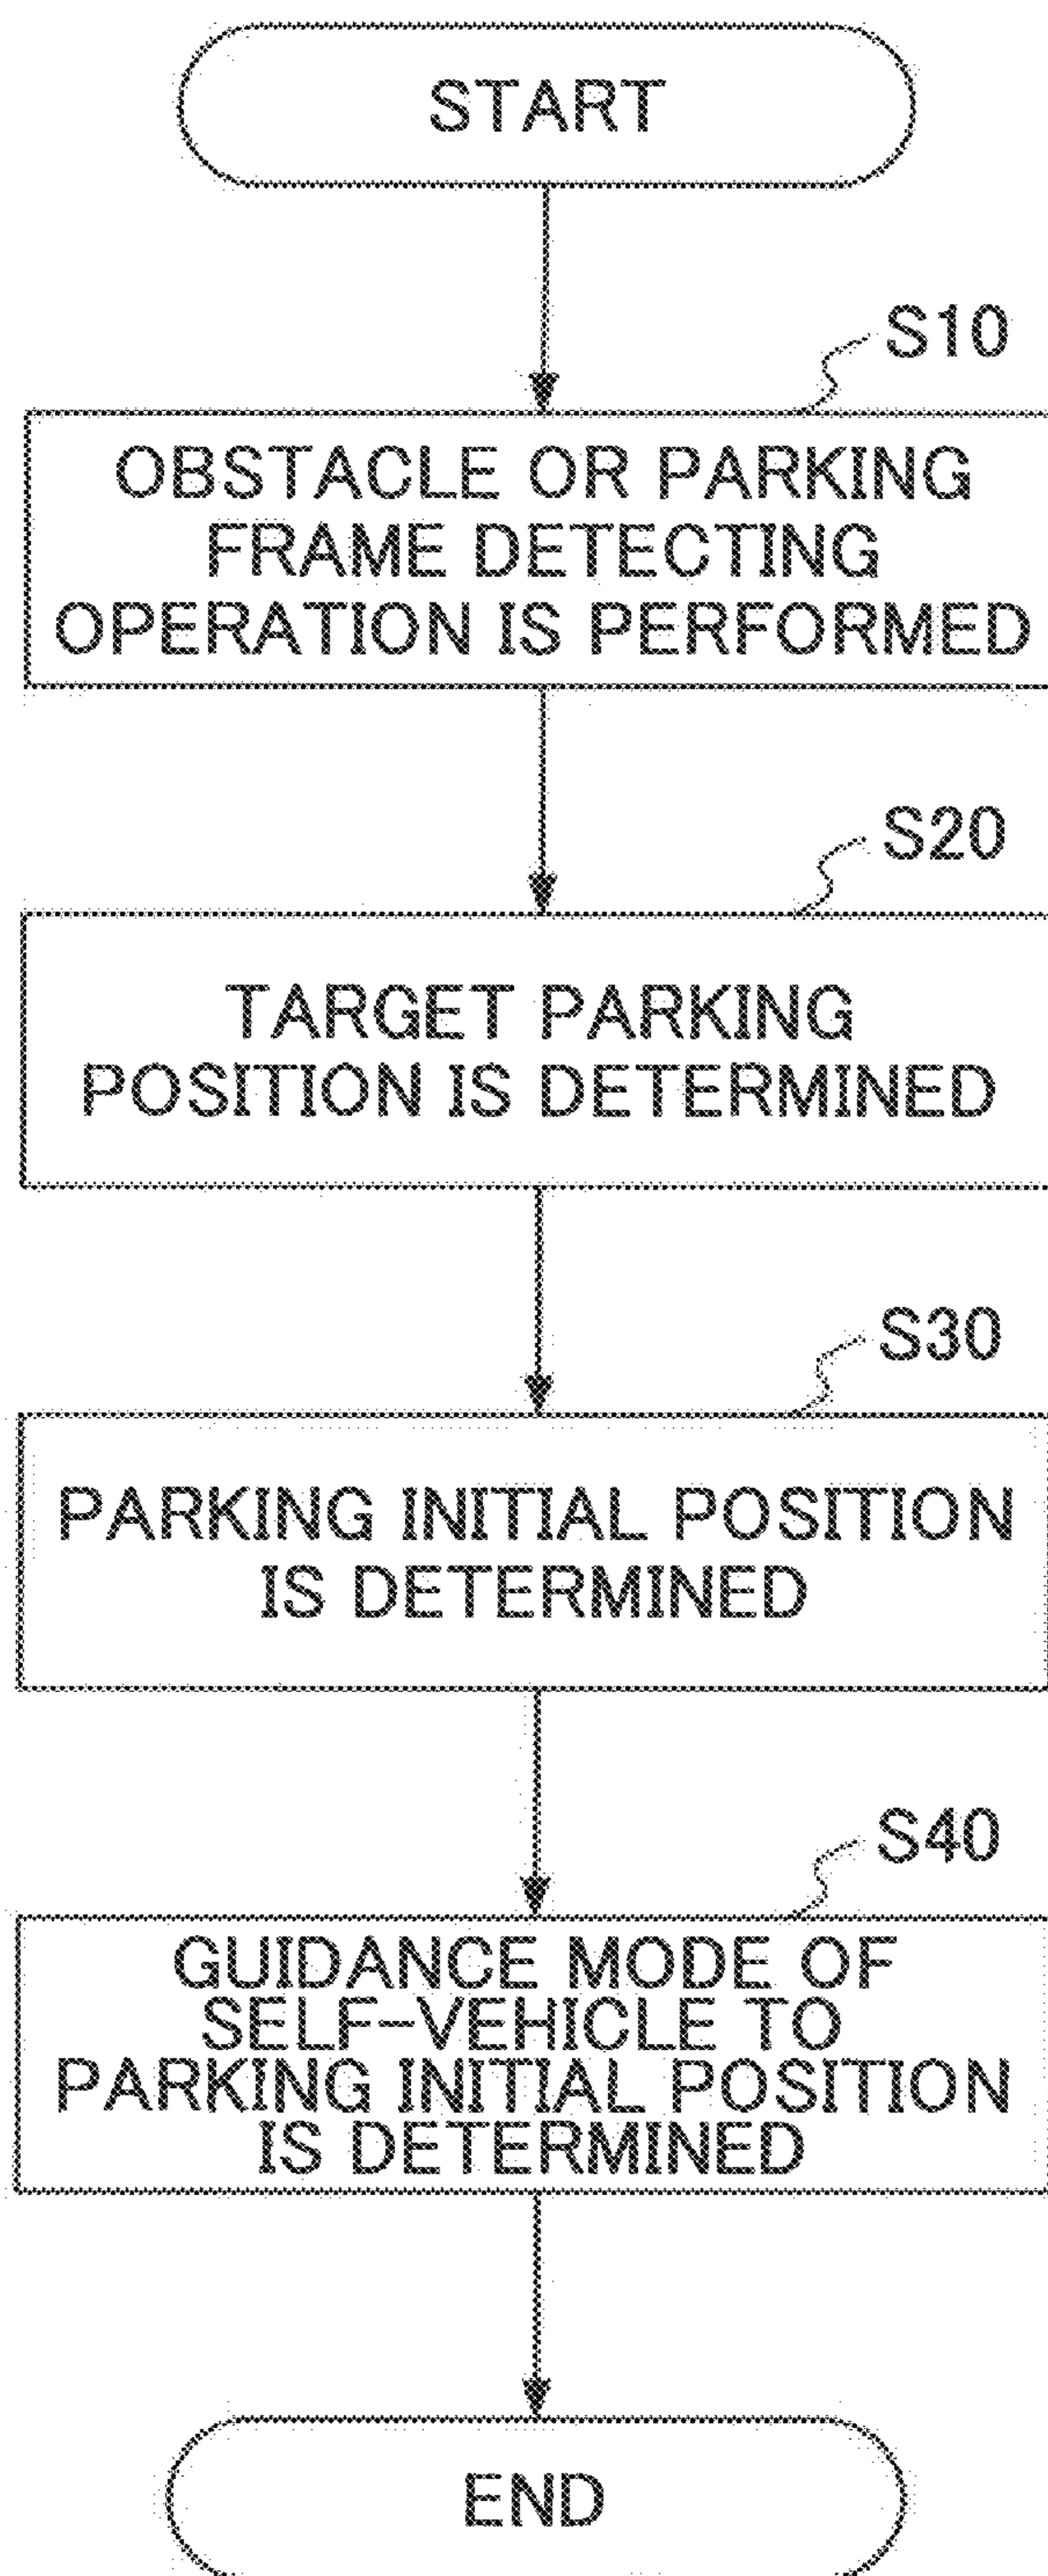 START
S10
OBSTACLE OR PARKING
FRAME DETECTING
OPERATION IS PERFORMED
S20
TARGET PARKING
POSITION IS DETERMINED
S30
PARKING INITIAL POSITION
IS DETERMINED
S40
GUIDANCE MODE OF
SELF-VEHICLE TO
PARKING INITIAL POSITION
IS DETERMINED
END